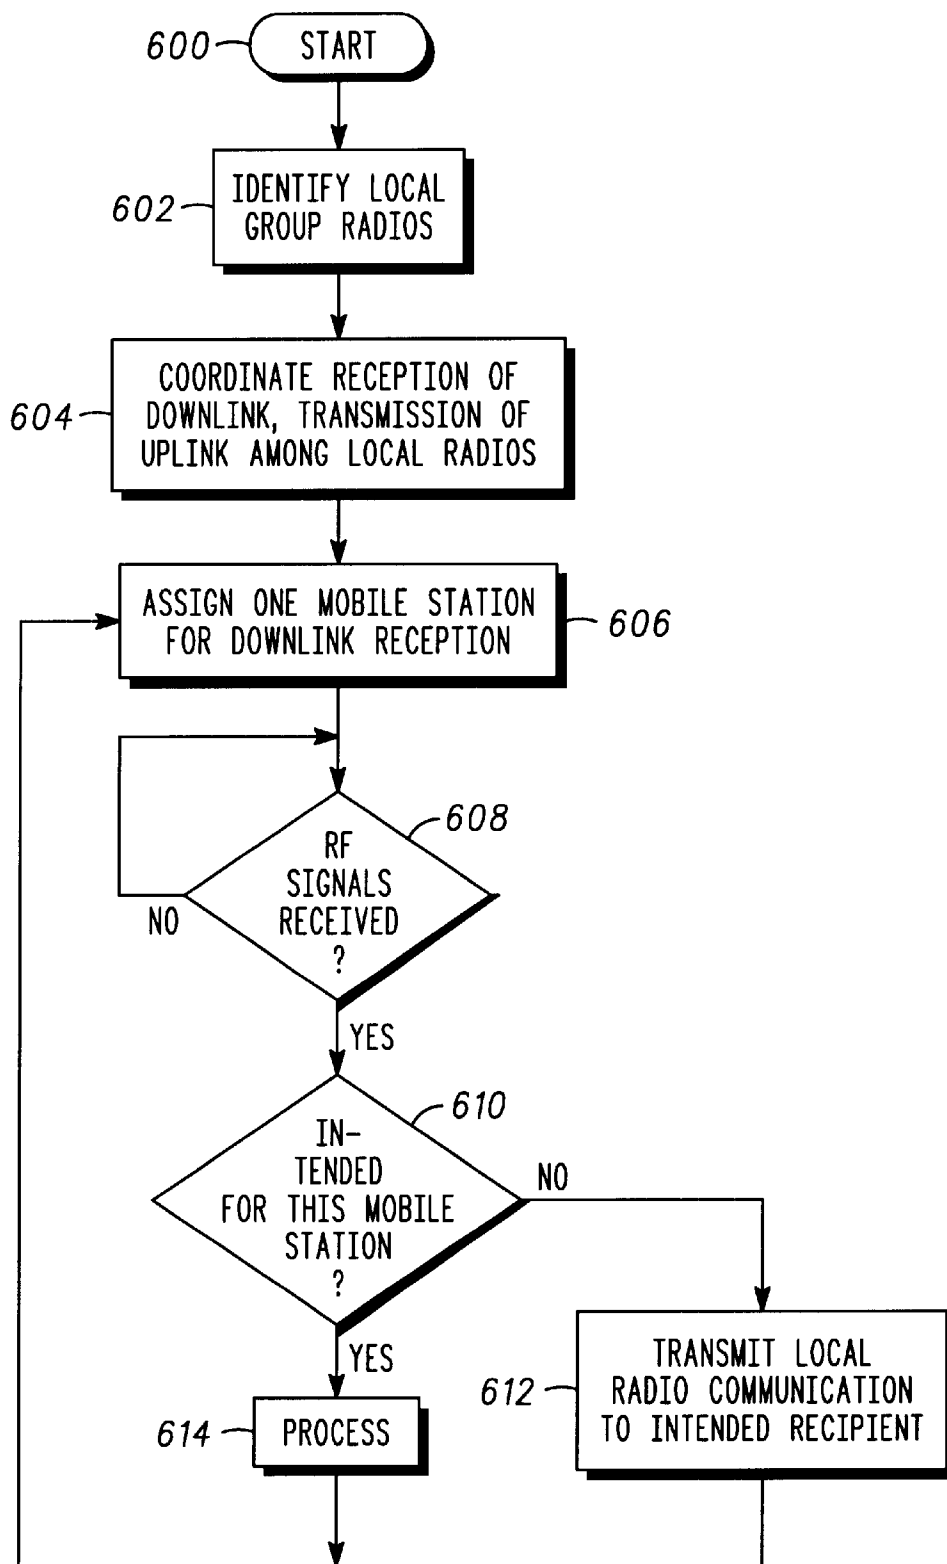 600
START
602
IDENTIFY LOCAL
GROUP RADIOS
604
COORDINATE RECEPTION OF
DOWNLINK, TRANSMISSION OF
UPLINK AMONG LOCAL RADIOS
ASSIGN ONE MOBILE STATION
FOR DOWNLINK RECEPTION
606
608
RF
SIGNALS
RECEIVED
?
NO
YES
610
IN-
TENDED
FOR THIS MOBILE
STATION
?
NO
YES
612
TRANSMIT LOCAL
RADIO COMMUNICATION
TO INTENDED RECIPIENT
614
PROCESS